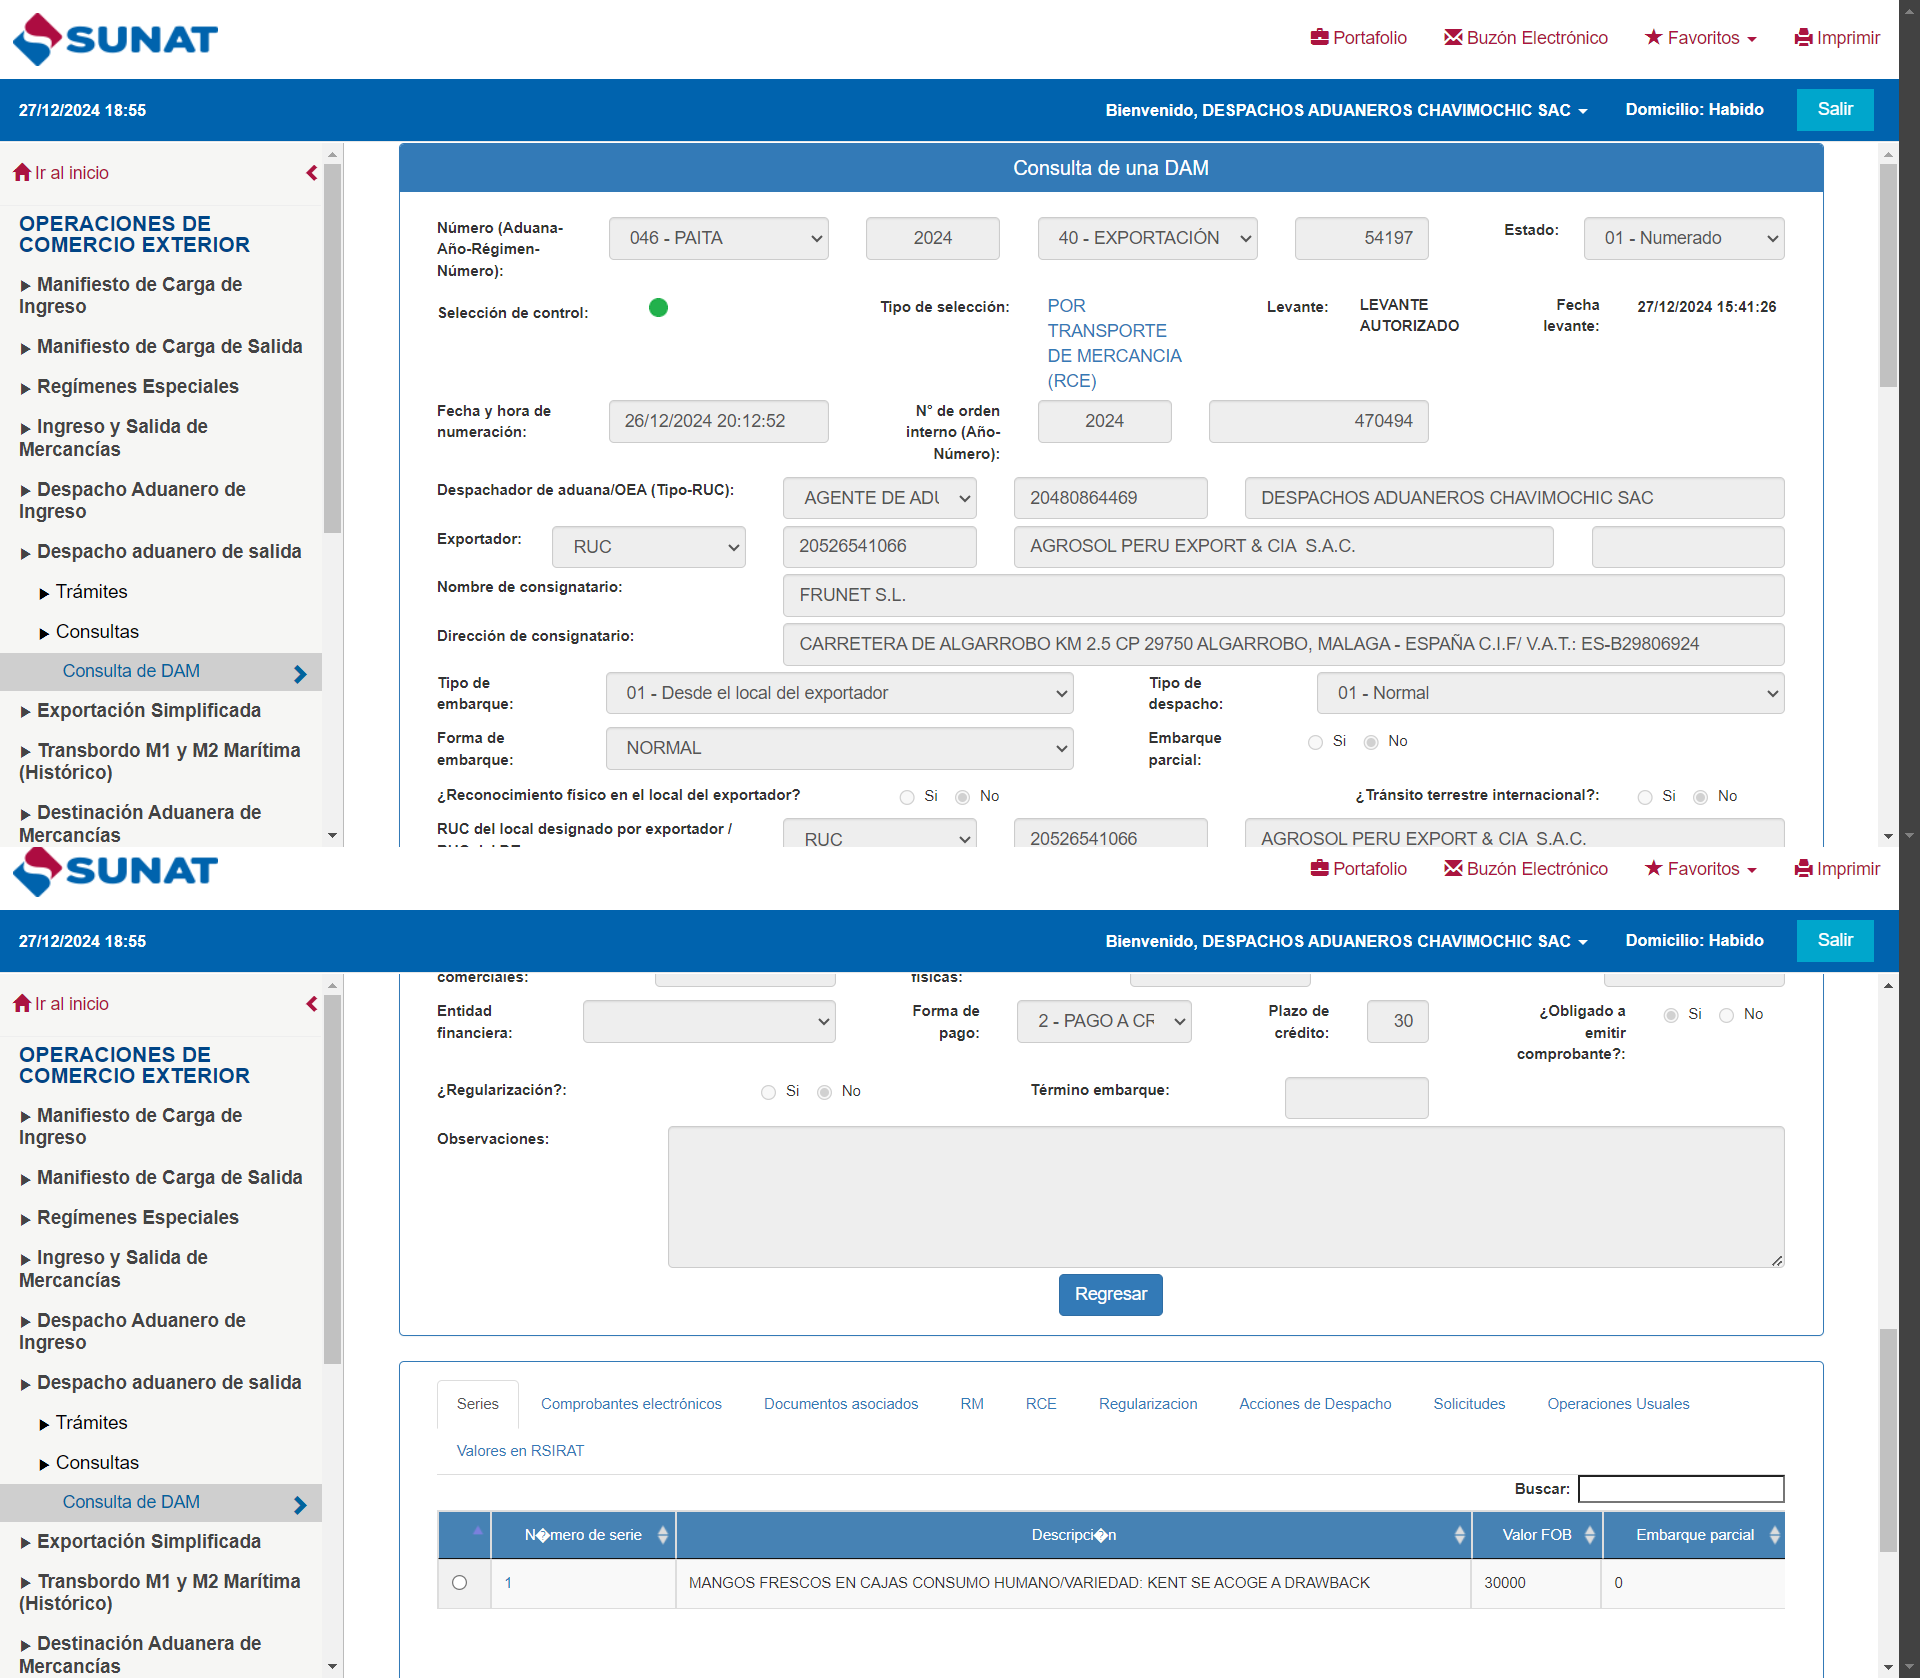 SUNAT
Portafolio Buzón Electrónico Favoritos Imprimir
27/12/2024 18:55 Bienvenido, DESPACHOS ADUANEROS CHAVIMOCHIC SAC Domicilio: Habido Salir
Ir al inicio
OPERACIONES DE
COMERCIO EXTERIOR
Manifiesto de Carga de
Ingreso
Manifiesto de Carga de Salida
Regímenes Especiales
Ingreso y Salida de
Mercancías
Despacho Aduanero de
Ingreso
Despacho aduanero de salida
Trámites
Consultas
Consulta de DAM
Exportación Simplificada
Transbordo M1 y M2 Marítima
(Histórico)
Destinación Aduanera de
Mercancías
Consulta de una DAM
Número (Aduana-
Año-Régimen-
Número): 046 - PAITA 2024 40 - EXPORTACIÓN 54197 Estado: 01 - Numerado
Selección de control: Tipo de selección: POR
TRANSPORTE
DE MERCANCIA
(RCE)
Levante: LEVANTE
AUTORIZADO
Fecha
levante: 27/12/2024 15:41:26
Fecha y hora de
numeración: 26/12/2024 20:12:52
N° de orden
interno (Año-
Número): 2024 470494
Despachador de aduana/OEA (Tipo-RUC): AGENTE DE ADU 20480864469 DESPACHOS ADUANEROS CHAVIMOCHIC SAC
Exportador: RUC 20526541066 AGROSOL PERU EXPORT & CIA S.A.C.
Nombre de consignatario: FRUNET S.L.
Dirección de consignatario: CARRETERA DE ALGARROBO KM 2.5 CP 29750 ALGARROBO, MALAGA - ESPAÑA C.I.F/ V.A.T.: ES-B29806924
Tipo de
embarque: 01 - Desde el local del exportador
Tipo de
despacho: 01 - Normal
Forma de
embarque: NORMAL
Embarque
parcial: Si No
¿Reconocimiento físico en el local del exportador? Si No ¿Tránsito terrestre internacional?: Si No
RUC del local designado por exportador / RUC 20526541066 AGROSOL PERU EXPORT & CIA S.A.C.
SUNAT
Portafolio Buzón Electrónico Favoritos Imprimir
27/12/2024 18:55 Bienvenido, DESPACHOS ADUANEROS CHAVIMOCHIC SAC Domicilio: Habido Salir
Ir al inicio
OPERACIONES DE
COMERCIO EXTERIOR
Manifiesto de Carga de
Ingreso
Manifiesto de Carga de Salida
Regímenes Especiales
Ingreso y Salida de
Mercancías
Despacho Aduanero de
Ingreso
Despacho aduanero de salida
Trámites
Consultas
Consulta de DAM
Exportación Simplificada
Transbordo M1 y M2 Marítima
(Histórico)
Destinación Aduanera de
Mercancías
comerciales: físicas:
Entidad
financiera:
Forma de
pago: 2 - PAGO A CR
Plazo de
crédito: 30
¿Obligado a
emitir
comprobante?: Si No
¿Regularización?: Si No Término embarque:
Observaciones:
Regresar
Series Comprobantes electrónicos Documentos asociados RM RCE Regularizacion Acciones de Despacho Solicitudes Operaciones Usuales
Valores en RSIRAT
Buscar:
N�mero de serie Descripci�n Valor FOB Embarque parcial
1 MANGOS FRESCOS EN CAJAS CONSUMO HUMANO/VARIEDAD: KENT SE ACOGE A DRAWBACK 30000 0